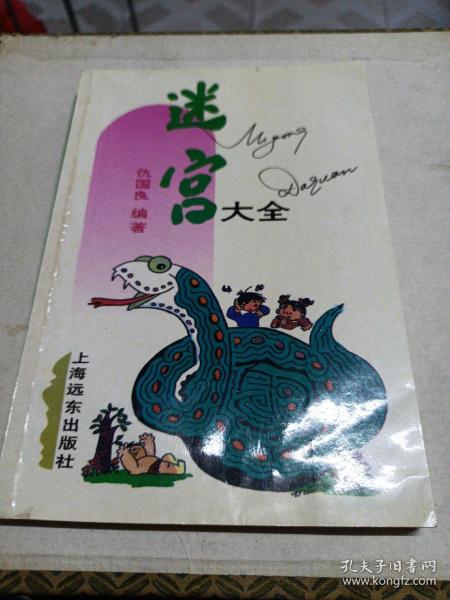 迷宫
大全
Migong
Daquan
仇国良 编著
上海远东出版社
孔夫子旧书网
www.kongfz.com